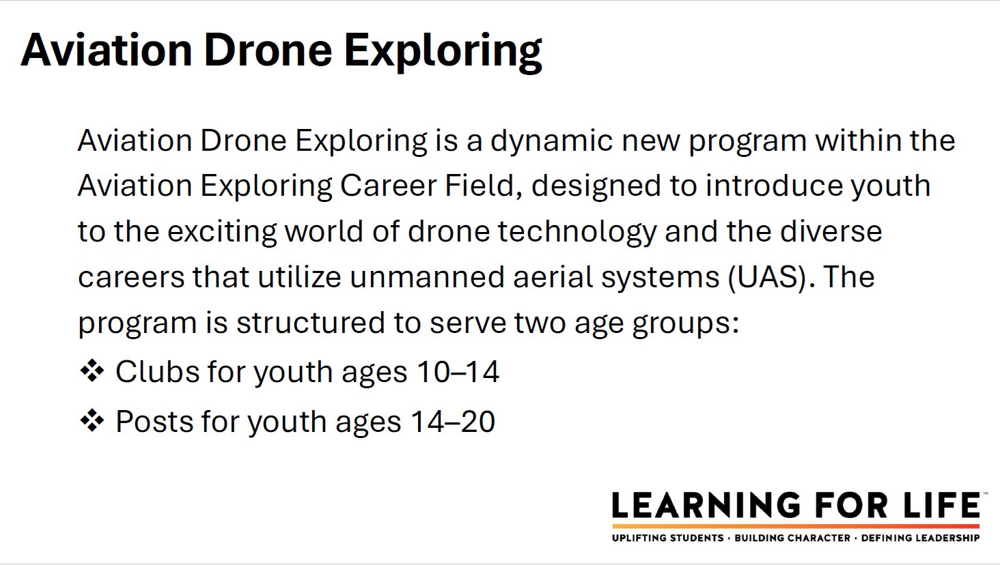 Aviation Drone Exploring
Aviation Drone Exploring is a dynamic new program within the
Aviation Exploring Career Field, designed to introduce youth
to the exciting world of drone technology and the diverse
careers that utilize unmanned aerial systems (UAS). The
program is structured to serve two age groups:
❖ Clubs for youth ages 10–14
❖ Posts for youth ages 14–20
LEARNING FOR LIFE™
UPLIFTING STUDENTS · BUILDING CHARACTER · DEFINING LEADERSHIP